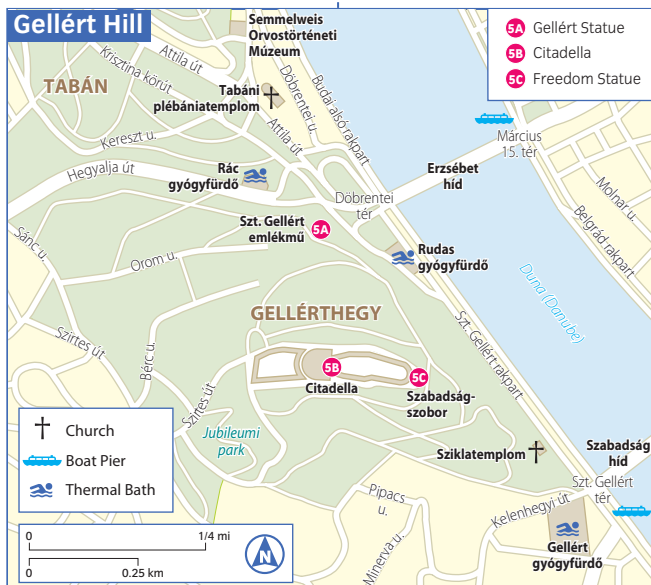 Gellért Hill
Semmelweis
Orvostörténeti
Múzeum
5A Gellért Statue
5B Citadella
5C Freedom Statue
Attila út
Krisztina körút
TABÁN
Tabáni
plébániatemplom
Döbrentei u.
Budai alsó rakpart
Március
15. tér
Kereszt u.
Attila út
Hegyalja út
Rác
gyógyfürdő
Erzsébet
híd
Molnar u.
Belgrád rakpart
Döbrentei
tér
Szt. Gellért
emlékmű
5A
Sánc u.
Orom u.
Rudas
gyógyfürdő
Duna (Danube)
GELLÉRTHEGY
Szt. Gellért rakpart
Szirtes út
Bérc u.
5B
Citadella
5C
Szabadság-
szobor
Szirtes út
Jubileumi
park
Church
Boat Pier
Thermal Bath
Sziklatemplom
Szabadság
híd
Szt. Gellért
tér
Pipacs
u.
Kelenhegyi út
Minerva u.
Gellért
gyógyfürdő
0
1/4 mi
0
0.25 km
N